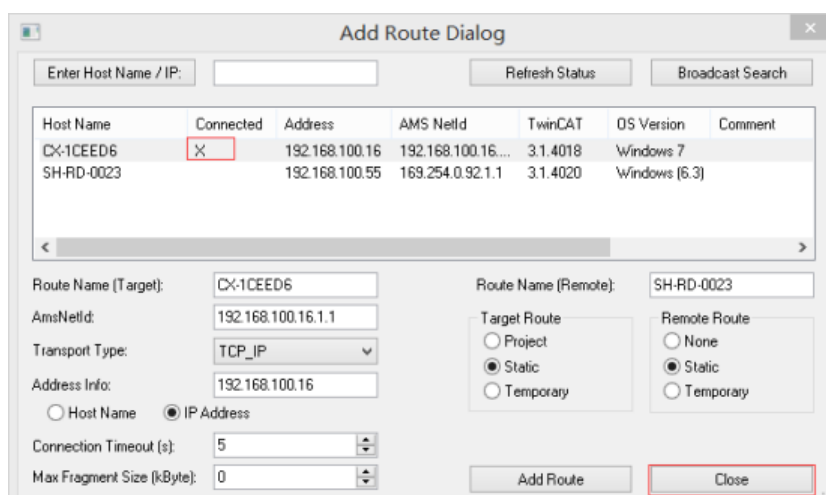 Add Route Dialog
Enter Host Name / IP: Refresh Status Broadcast Search
Host Name Connected Address AMS NetId TwinCAT OS Version Comment
CX-1CEED6 X 192.168.100.16 192.168.100.16.... 3.1.4018 Windows 7
SH-RD-0023 192.168.100.55 169.254.0.92.1.1 3.1.4020 Windows (6.3)
Route Name (Target): CX-1CEED6 Route Name (Remote): SH-RD-0023
AmsNetId: 192.168.100.16.1.1 Target Route Remote Route
Transport Type: TCP_IP Project None
Static Static
Address Info: 192.168.100.16 Temporary Temporary
Host Name IP Address
Connection Timeout (s): 5
Max Fragment Size (kByte): 0 Add Route Close